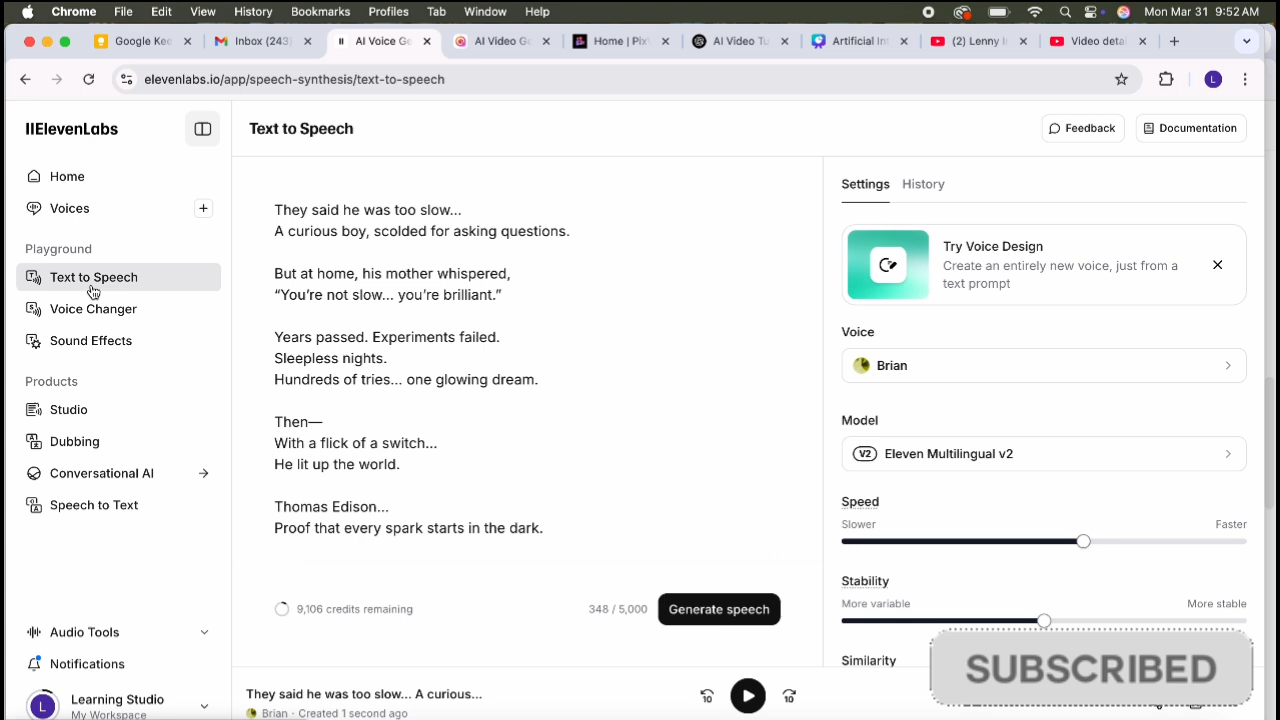 Chrome File Edit View History Bookmarks Profiles Tab Window Help Mon Mar 31 9:52 AM
Google Kee Inbox (243) AI Voice Ge AI Video Ge Home | PixV AI Video Tu Artificial Int (2) Lenny I Video detai
elevenlabs.io/app/speech-synthesis/text-to-speech L
IIElevenLabs
Text to Speech
Feedback
Documentation
Home
Voices
Playground
Text to Speech
Voice Changer
Sound Effects
Products
Studio
Dubbing
Conversational AI
Speech to Text
Audio Tools
Notifications
L Learning Studio
My Workspace
They said he was too slow...
A curious boy, scolded for asking questions.
But at home, his mother whispered,
“You’re not slow... you’re brilliant.”
Years passed. Experiments failed.
Sleepless nights.
Hundreds of tries... one glowing dream.
Then—
With a flick of a switch...
He lit up the world.
Thomas Edison...
Proof that every spark starts in the dark.
9,106 credits remaining 348 / 5,000 Generate speech
They said he was too slow... A curious...
Brian · Created 1 second ago
10 10
Settings History
Try Voice Design
Create an entirely new voice, just from a
text prompt
Voice
Brian
Model
V2 Eleven Multilingual v2
Speed
Slower Faster
Stability
More variable More stable
Similarity
SUBSCRIBED